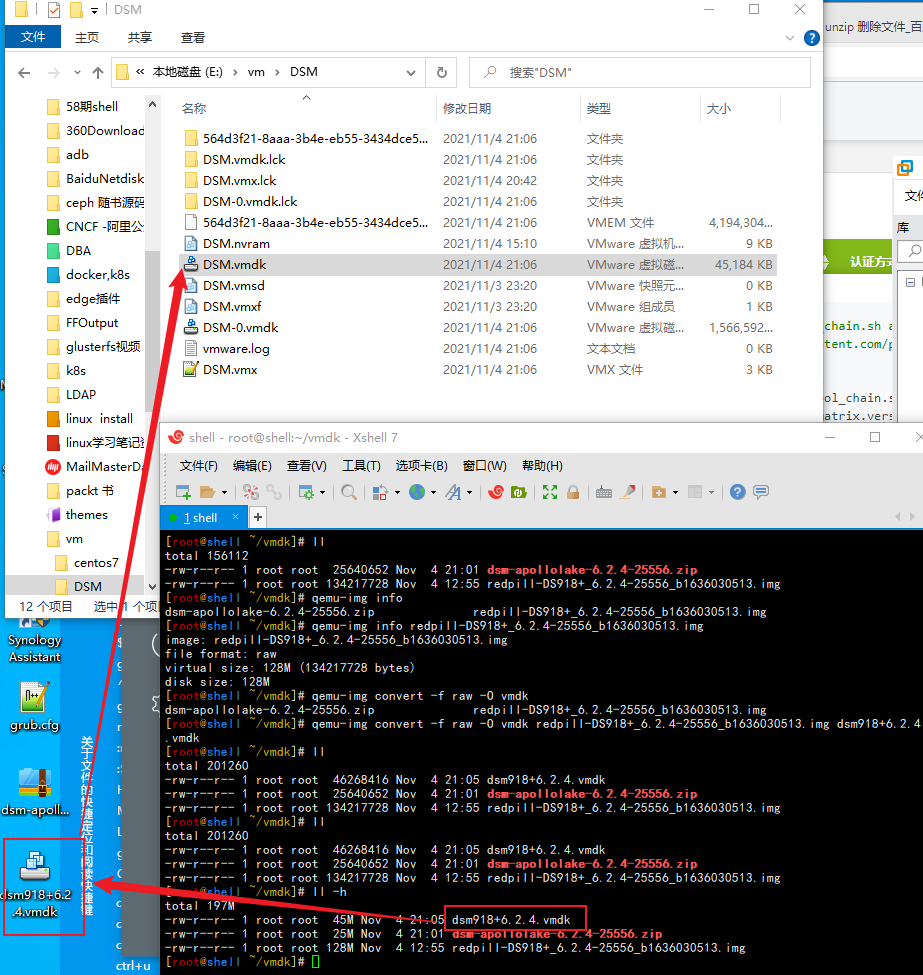 DSM
unzip 删除文件_百
文件
主页
共享
查看
« 本地磁盘 (E:) › vm › DSM
搜索"DSM"
名称
修改日期
类型
大小
58期shell
360Download
adb
BaiduNetdisk
ceph 随书源码
CNCF -阿里公
DBA
docker,k8s
edge插件
FFOutput
glusterfs视频
k8s
LDAP
linux install
linux学习笔记
MailMasterDa
packt 书
themes
vm
centos7
DSM
564d3f21-8aaa-3b4e-eb55-3434dce5... 2021/11/4 21:06 文件夹
DSM.vmdk.lck 2021/11/4 21:06 文件夹
DSM.vmx.lck 2021/11/4 20:42 文件夹
DSM-0.vmdk.lck 2021/11/4 21:06 文件夹
564d3f21-8aaa-3b4e-eb55-3434dce5... 2021/11/4 21:06 VMEM 文件 4,194,304...
DSM.nvram 2021/11/4 15:10 VMware 虚拟机... 9 KB
DSM.vmdk 2021/11/4 21:06 VMware 虚拟磁... 45,184 KB
DSM.vmsd 2021/11/3 23:20 VMware 快照元... 0 KB
DSM.vmxf 2021/11/3 23:20 VMware 组成员 1 KB
DSM-0.vmdk 2021/11/4 21:06 VMware 虚拟磁... 1,566,592...
vmware.log 2021/11/4 21:06 文本文档 0 KB
DSM.vmx 2021/11/4 21:06 VMX 文件 3 KB
12 个项目
选中 1 个项
库
认证方式
_chain.sh a
tent.com/p
ol_chain.s
atrix.vers
shell - root@shell:~/vmdk - Xshell 7
文件(F) 编辑(E) 查看(V) 工具(T) 选项卡(B) 窗口(W) 帮助(H)
1 shell
[root@shell ~/vmdk]# ll
total 156112
-rw-r--r-- 1 root root  25640652 Nov  4 21:01 dsm-apollolake-6.2.4-25556.zip
-rw-r--r-- 1 root root 134217728 Nov  4 12:55 redpill-DS918+_6.2.4-25556_b1636030513.img
[root@shell ~/vmdk]# qemu-img info
dsm-apollolake-6.2.4-25556.zip              redpill-DS918+_6.2.4-25556_b1636030513.img
[root@shell ~/vmdk]# qemu-img info redpill-DS918+_6.2.4-25556_b1636030513.img
image: redpill-DS918+_6.2.4-25556_b1636030513.img
file format: raw
virtual size: 128M (134217728 bytes)
disk size: 128M
[root@shell ~/vmdk]# qemu-img convert -f raw -O vmdk
dsm-apollolake-6.2.4-25556.zip              redpill-DS918+_6.2.4-25556_b1636030513.img
[root@shell ~/vmdk]# qemu-img convert -f raw -O vmdk redpill-DS918+_6.2.4-25556_b1636030513.img dsm918+6.2.4
.vmdk
[root@shell ~/vmdk]# ll
total 201260
-rw-r--r-- 1 root root  46268416 Nov  4 21:05 dsm918+6.2.4.vmdk
-rw-r--r-- 1 root root  25640652 Nov  4 21:01 dsm-apollolake-6.2.4-25556.zip
-rw-r--r-- 1 root root 134217728 Nov  4 12:55 redpill-DS918+_6.2.4-25556_b1636030513.img
[root@shell ~/vmdk]# ll
total 201260
-rw-r--r-- 1 root root  46268416 Nov  4 21:05 dsm918+6.2.4.vmdk
-rw-r--r-- 1 root root  25640652 Nov  4 21:01 dsm-apollolake-6.2.4-25556.zip
-rw-r--r-- 1 root root 134217728 Nov  4 12:55 redpill-DS918+_6.2.4-25556_b1636030513.img
[root@shell ~/vmdk]# ll -h
total 197M
-rw-r--r-- 1 root root  45M Nov  4 21:05 dsm918+6.2.4.vmdk
-rw-r--r-- 1 root root  25M Nov  4 21:01 dsm-apollolake-6.2.4-25556.zip
-rw-r--r-- 1 root root 128M Nov  4 12:55 redpill-DS918+_6.2.4-25556_b1636030513.img
[root@shell ~/vmdk]#
Synology
Assistant
grub.cfg
dsm-apoll...
dsm918+6.2
.4.vmdk
关于文件的快捷定位和阅读快捷键
ctrl+u